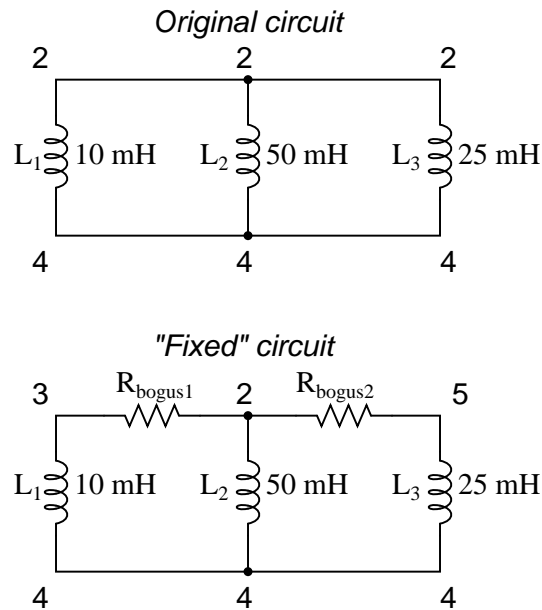 Original circuit
2 2 2
L1 10 mH L2 50 mH L3 25 mH
4 4 4
"Fixed" circuit
Rbogus1 Rbogus2
3 2 5
L1 10 mH L2 50 mH L3 25 mH
4 4 4